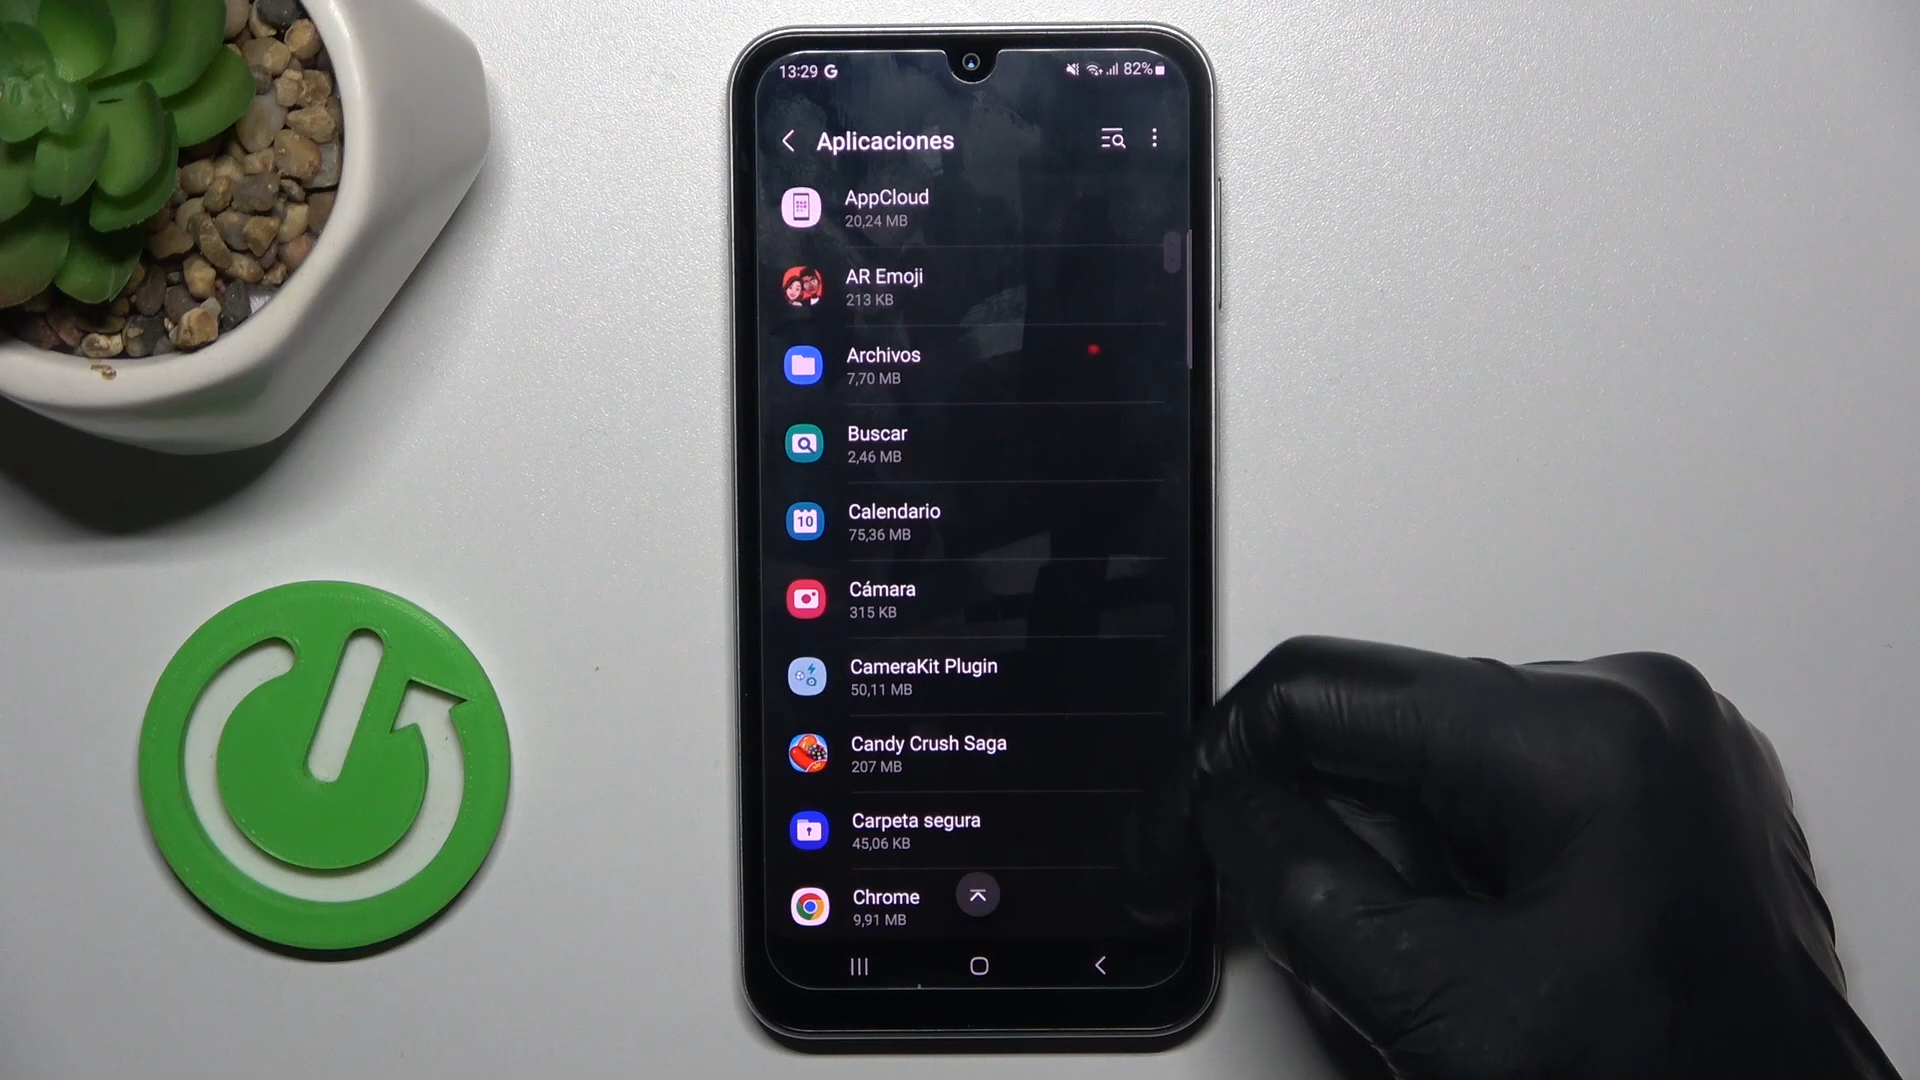 13:29 G
82%
Aplicaciones
AppCloud
20,24 MB
AR Emoji
213 KB
Archivos
7,70 MB
Buscar
2,46 MB
10
Calendario
75,36 MB
Cámara
315 KB
CameraKit Plugin
50,11 MB
Candy Crush Saga
207 MB
Carpeta segura
45,06 KB
Chrome
9,91 MB